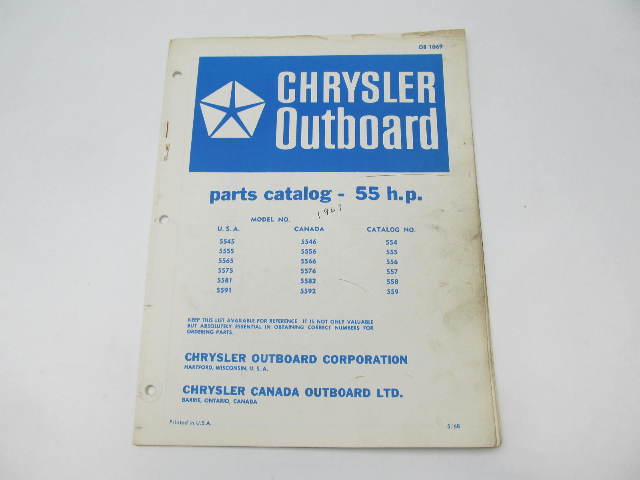 OB 1869
CHRYSLER
Outboard
parts catalog - 55 h.p.
MODEL NO.
U.S.A. CANADA CATALOG NO.
5545 5546 554
5555 5556 555
5565 5566 556
5575 5576 557
5581 5582 558
5591 5592 559
KEEP THIS LIST AVAILABLE FOR REFERENCE. IT IS NOT ONLY VALUABLE
BUT ABSOLUTELY ESSENTIAL IN OBTAINING CORRECT NUMBERS FOR
ORDERING PARTS.
CHRYSLER OUTBOARD CORPORATION
HARTFORD, WISCONSIN, U.S.A.
CHRYSLER CANADA OUTBOARD LTD.
BARRIE, ONTARIO, CANADA
Printed in U.S.A. 5/68